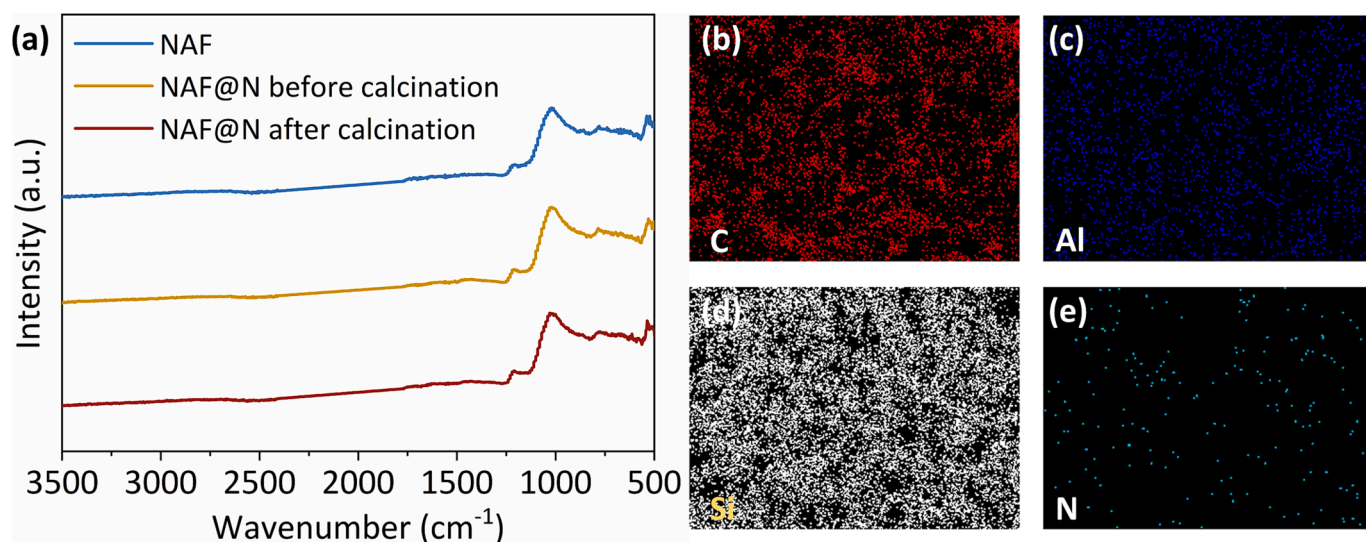 (a)
NAF
NAF@N before calcination
NAF@N after calcination
Intensity (a.u.)
3500 3000 2500 2000 1500 1000 500
Wavenumber (cm⁻¹)
(b)
C
(c)
Al
(d)
Si
(e)
N